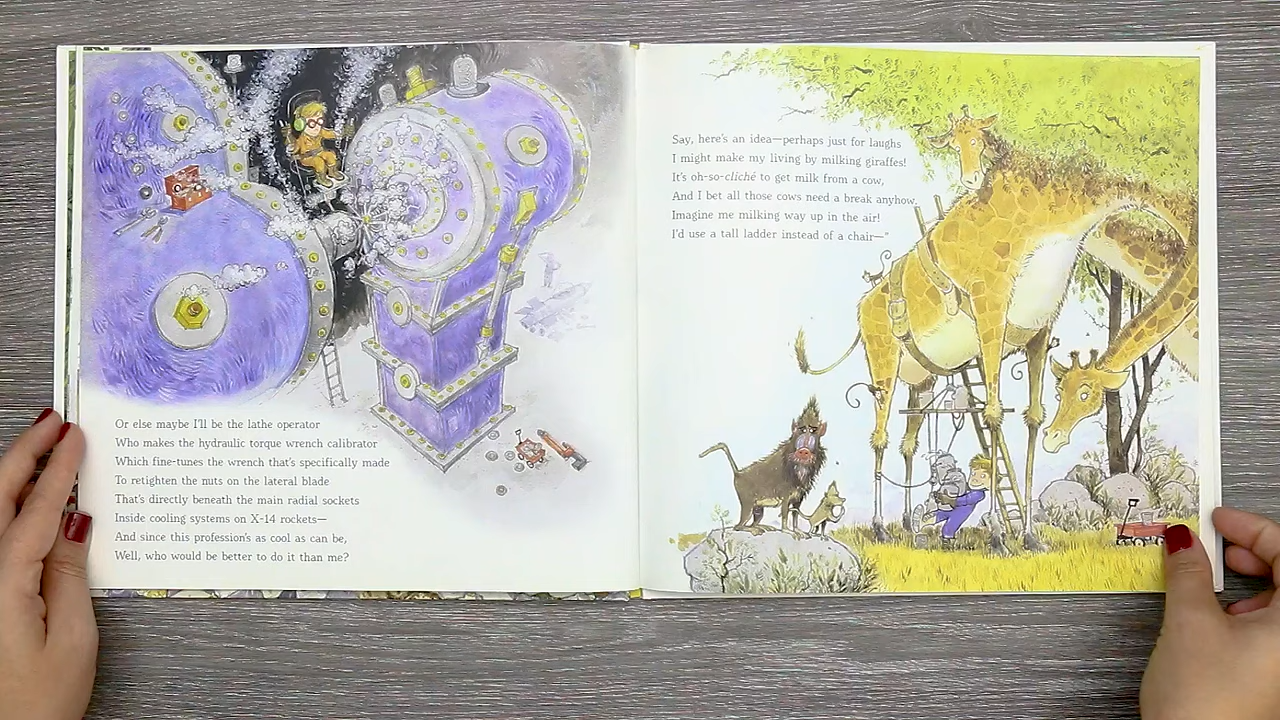 Or else maybe I'll be the lathe operator
Who makes the hydraulic torque wrench calibrator
Which fine-tunes the wrench that's specifically made
To retighten the nuts on the lateral blade
That's directly beneath the main radial sockets
Inside cooling systems on X-14 rockets—
And since this profession's as cool as can be,
Well, who would be better to do it than me?
Say, here's an idea—perhaps just for laughs
I might make my living by milking giraffes!
It's oh-so-cliché to get milk from a cow,
And I bet all those cows need a break anyhow.
Imagine me milking way up in the air!
I'd use a tall ladder instead of a chair—"